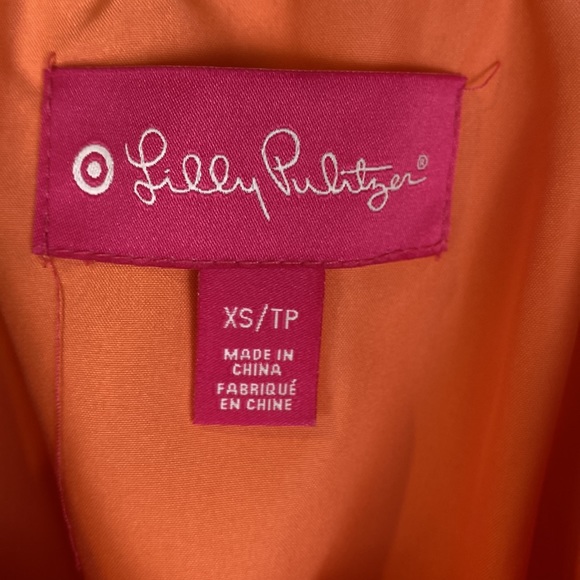 Lilly Pulitzer®
XS/TP
MADE IN
CHINA
FABRIQUÉ
EN CHINE